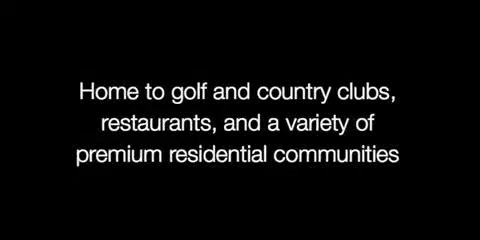 Home to golf and country clubs,
restaurants, and a variety of
premium residential communities